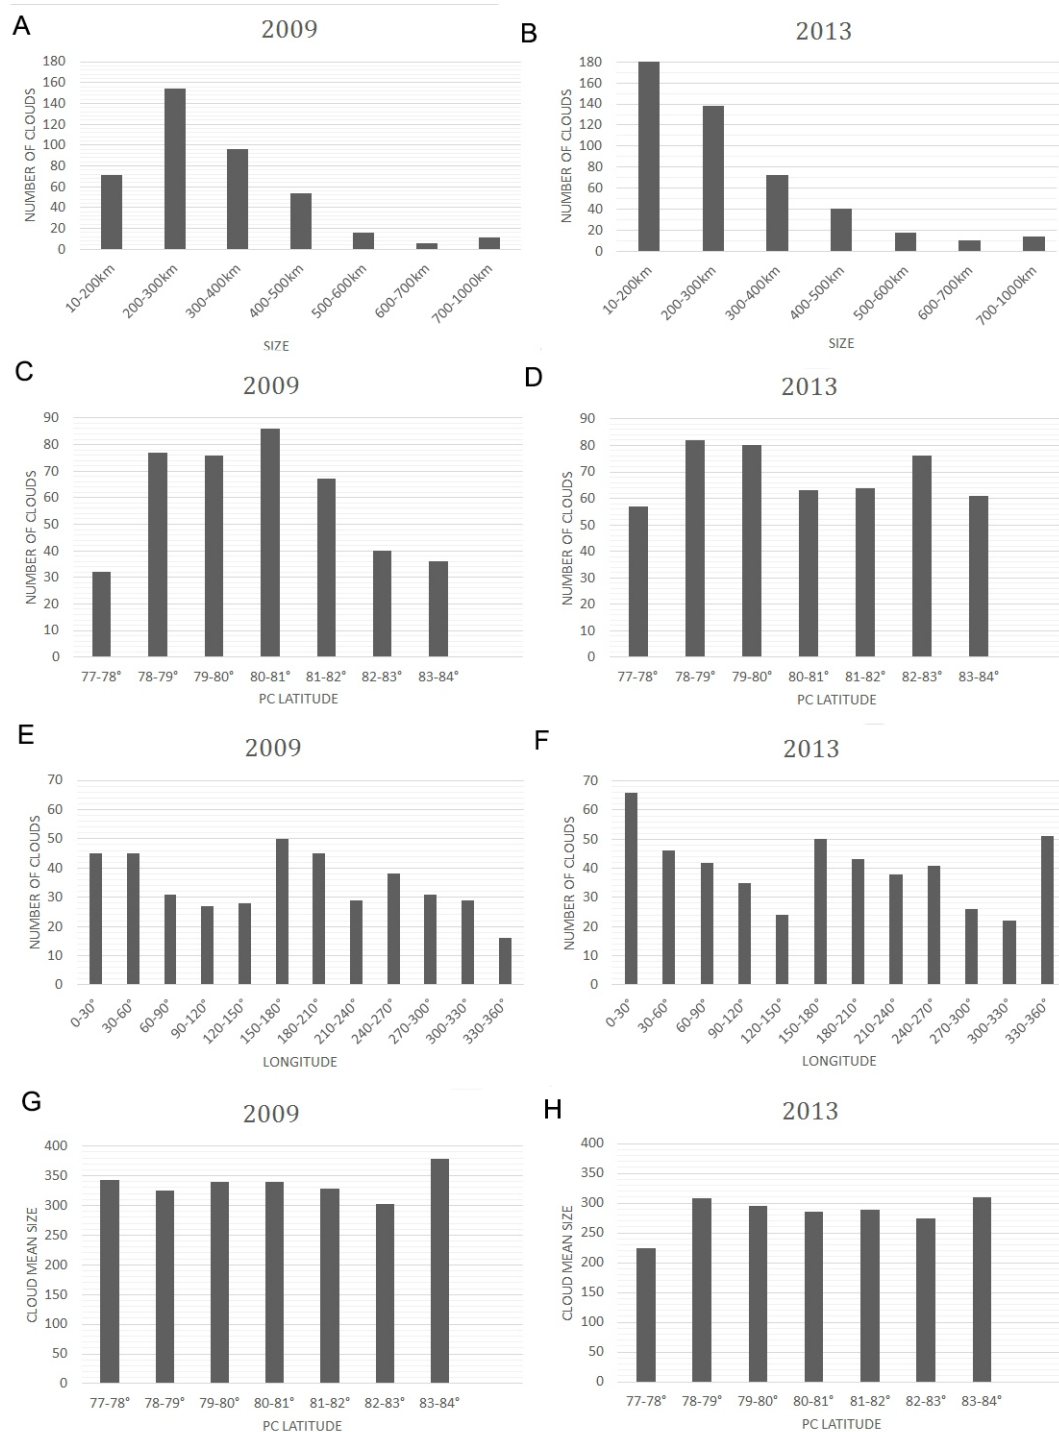 A
2009
180
160
140
120
100
80
60
40
20
0
NUMBER OF CLOUDS
10-200km
200-300km
300-400km
400-500km
500-600km
600-700km
700-1000km
SIZE
B
2013
180
160
140
120
100
80
60
40
20
0
NUMBER OF CLOUDS
10-200km
200-300km
300-400km
400-500km
500-600km
600-700km
700-1000km
SIZE
C
2009
90
80
70
60
50
40
30
20
10
0
NUMBER OF CLOUDS
77-78° 78-79° 79-80° 80-81° 81-82° 82-83° 83-84°
PC LATITUDE
D
2013
90
80
70
60
50
40
30
20
10
0
NUMBER OF CLOUDS
77-78° 78-79° 79-80° 80-81° 81-82° 82-83° 83-84°
PC LATITUDE
E
2009
70
60
50
40
30
20
10
0
NUMBER OF CLOUDS
0-30°
30-60°
60-90°
90-120°
120-150°
150-180°
180-210°
210-240°
240-270°
270-300°
300-330°
330-360°
LONGITUDE
F
2013
70
60
50
40
30
20
10
0
NUMBER OF CLOUDS
0-30°
30-60°
60-90°
90-120°
120-150°
150-180°
180-210°
210-240°
240-270°
270-300°
300-330°
330-360°
LONGITUDE
G
2009
400
350
300
250
200
150
100
50
0
CLOUD MEAN SIZE
77-78° 78-79° 79-80° 80-81° 81-82° 82-83° 83-84°
PC LATITUDE
H
2013
400
350
300
250
200
150
100
50
0
CLOUD MEAN SIZE
77-78° 78-79° 79-80° 80-81° 81-82° 82-83° 83-84°
PC LATITUDE